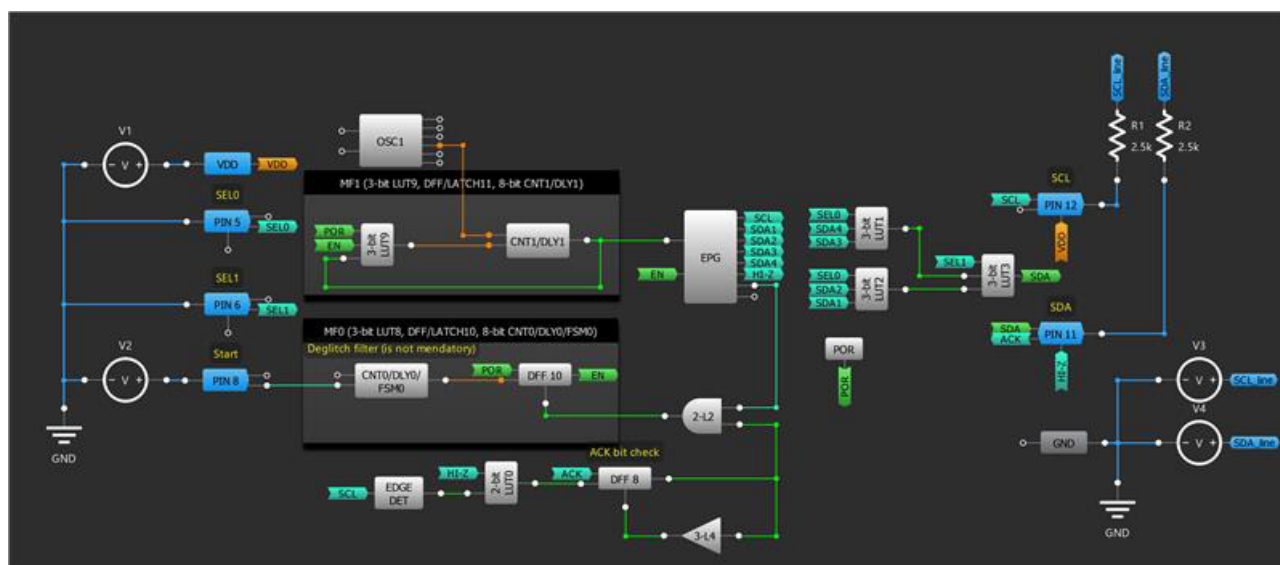 V1
VDD
VDD
SEL0
PIN 5
SEL0
SEL1
PIN 6
SEL1
V2
Start
PIN 8
GND
OSC1
MF1 (3-bit LUT9, DFF/LATCH11, 8-bit CNT1/DLY1)
POR
EN
3-bit
LUT9
CNT1/DLY1
MF0 (3-bit LUT8, DFF/LATCH10, 8-bit CNT0/DLY0/FSM0)
Deglitch filter (is not mendatory)
CNT0/DLY0/
FSM0
POR
DFF 10
EN
EPG
EN
SCL
SDA1
SDA2
SDA3
SDA4
HI-Z
2-L2
ACK bit check
SCL
EDGE
DET
HI-Z
2-bit
LUT0
ACK
DFF 8
3-L4
SEL0
SDA4
SDA3
3-bit
LUT1
SEL0
SDA2
SDA1
3-bit
LUT2
SEL1
3-bit
LUT3
SDA
POR
POR
SCL_line
SDA_line
R1
2.5k
R2
2.5k
SCL
SCL
PIN 12
VDD
SDA
SDA
ACK
PIN 11
HI-Z
V3
SCL_line
V4
SDA_line
GND
GND
V
V
V
V